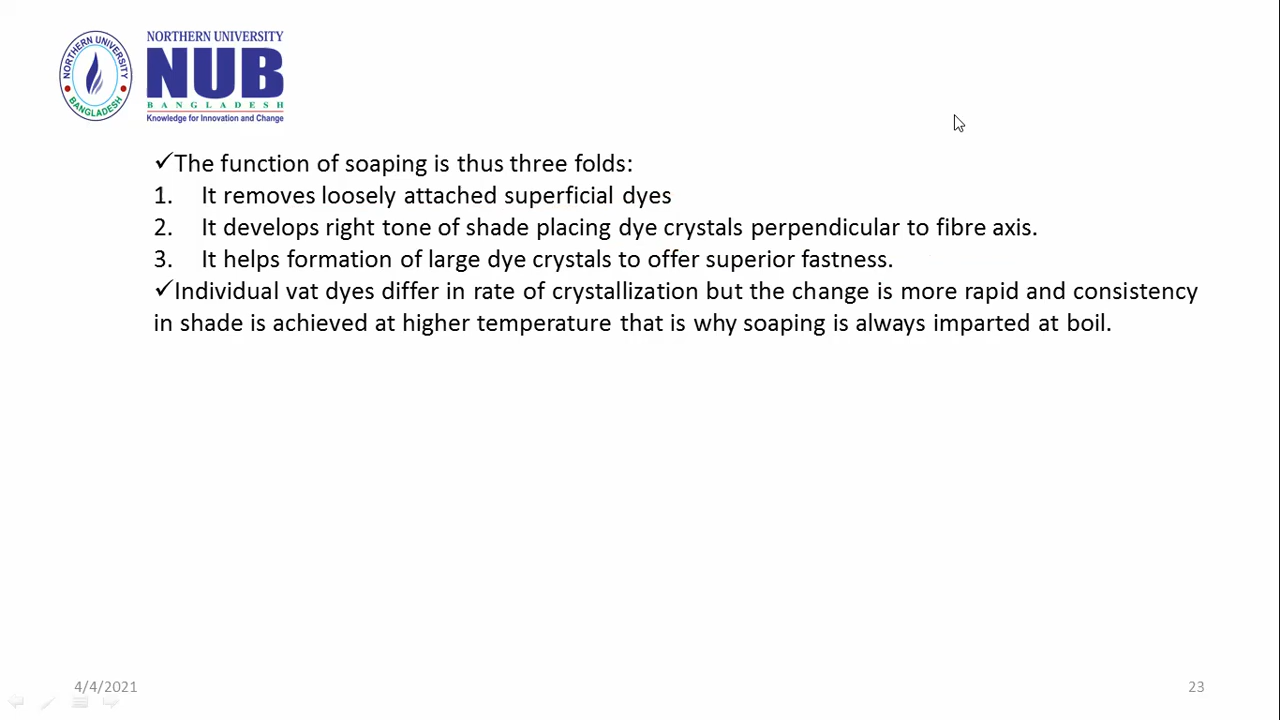 NORTHERN UNIVERSITY
NUB
BANGLADESH
Knowledge for Innovation and Change
NORTHERN UNIVERSITY
BANGLADESH
✓The function of soaping is thus three folds:
1. It removes loosely attached superficial dyes
2. It develops right tone of shade placing dye crystals perpendicular to fibre axis.
3. It helps formation of large dye crystals to offer superior fastness.
✓Individual vat dyes differ in rate of crystallization but the change is more rapid and consistency
in shade is achieved at higher temperature that is why soaping is always imparted at boil.
4/4/2021
23